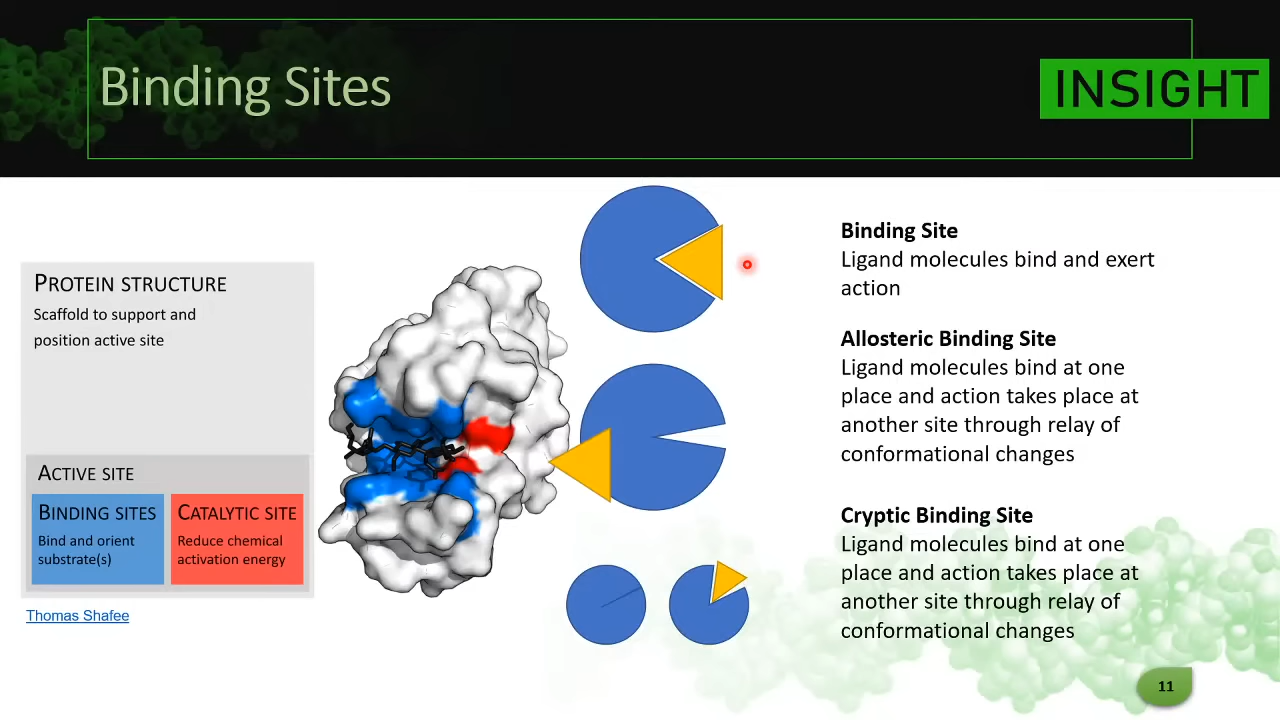 Binding Sites
INSIGHT
PROTEIN STRUCTURE
Scaffold to support and
position active site
ACTIVE SITE
BINDING SITES
Bind and orient
substrate(s)
CATALYTIC SITE
Reduce chemical
activation energy
Thomas Shafee
Binding Site
Ligand molecules bind and exert
action
Allosteric Binding Site
Ligand molecules bind at one
place and action takes place at
another site through relay of
conformational changes
Cryptic Binding Site
Ligand molecules bind at one
place and action takes place at
another site through relay of
conformational changes
11